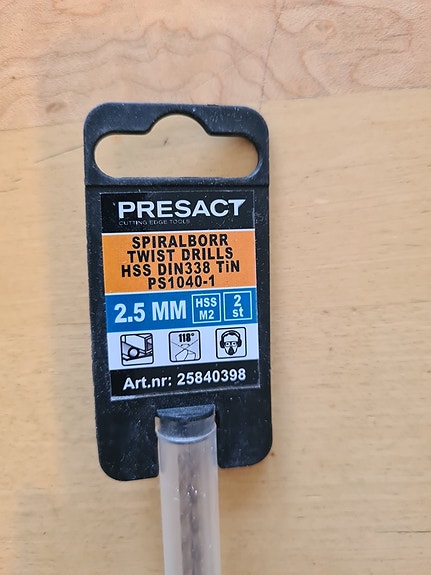 PRESACT
CUTTING EDGE TOOLS
SPIRALBORR
TWIST DRILLS
HSS DIN338 TiN
PS1040-1
2.5 MM HSS M2 2 st
118°
Art.nr: 25840398